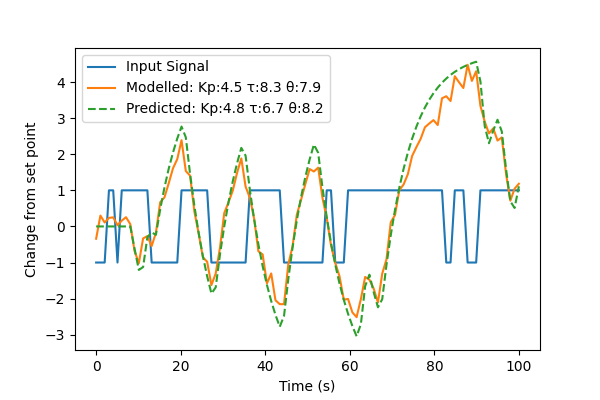 Input Signal
Modelled: Kp:4.5 τ:8.3 θ:7.9
Predicted: Kp:4.8 τ:6.7 θ:8.2
Change from set point
4
3
2
1
0
−1
−2
−3
0 20 40 60 80 100
Time (s)